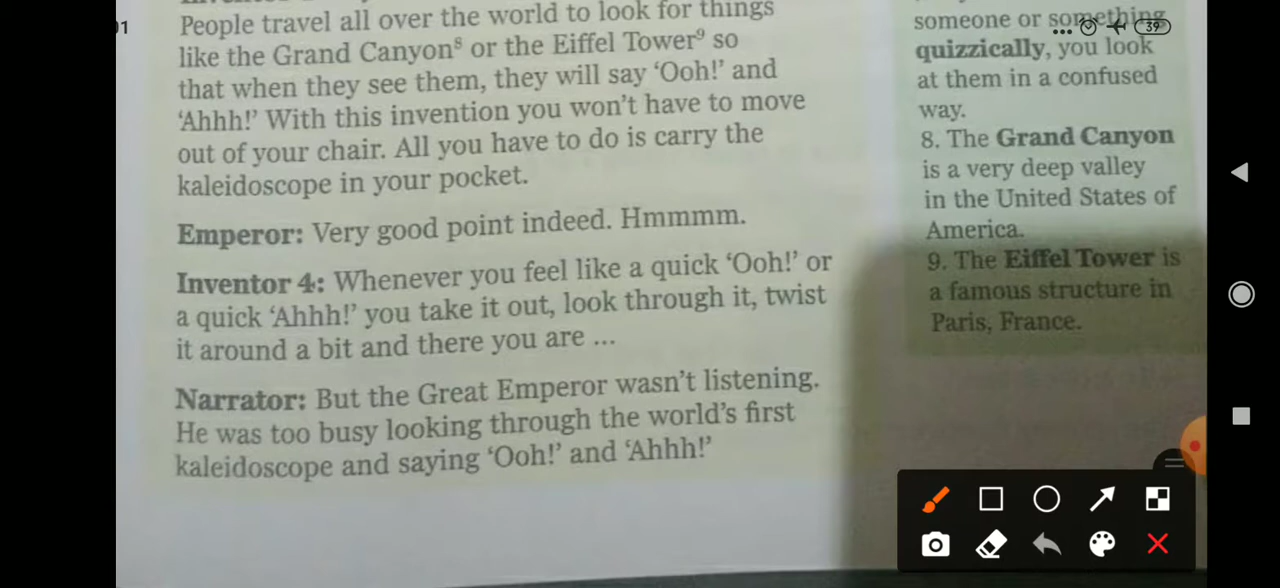 01
People travel all over the world to look for things
like the Grand Canyon⁸ or the Eiffel Tower⁹ so
that when they see them, they will say ‘Ooh!’ and
‘Ahhh!’ With this invention you won’t have to move
out of your chair. All you have to do is carry the
kaleidoscope in your pocket.
Emperor: Very good point indeed. Hmmmm.
Inventor 4: Whenever you feel like a quick ‘Ooh!’ or
a quick ‘Ahhh!’ you take it out, look through it, twist
it around a bit and there you are ...
Narrator: But the Great Emperor wasn’t listening.
He was too busy looking through the world’s first
kaleidoscope and saying ‘Ooh!’ and ‘Ahhh!’
someone or something
quizzically, you look
at them in a confused
way.
8. The Grand Canyon
is a very deep valley
in the United States of
America.
9. The Eiffel Tower is
a famous structure in
Paris, France.
39